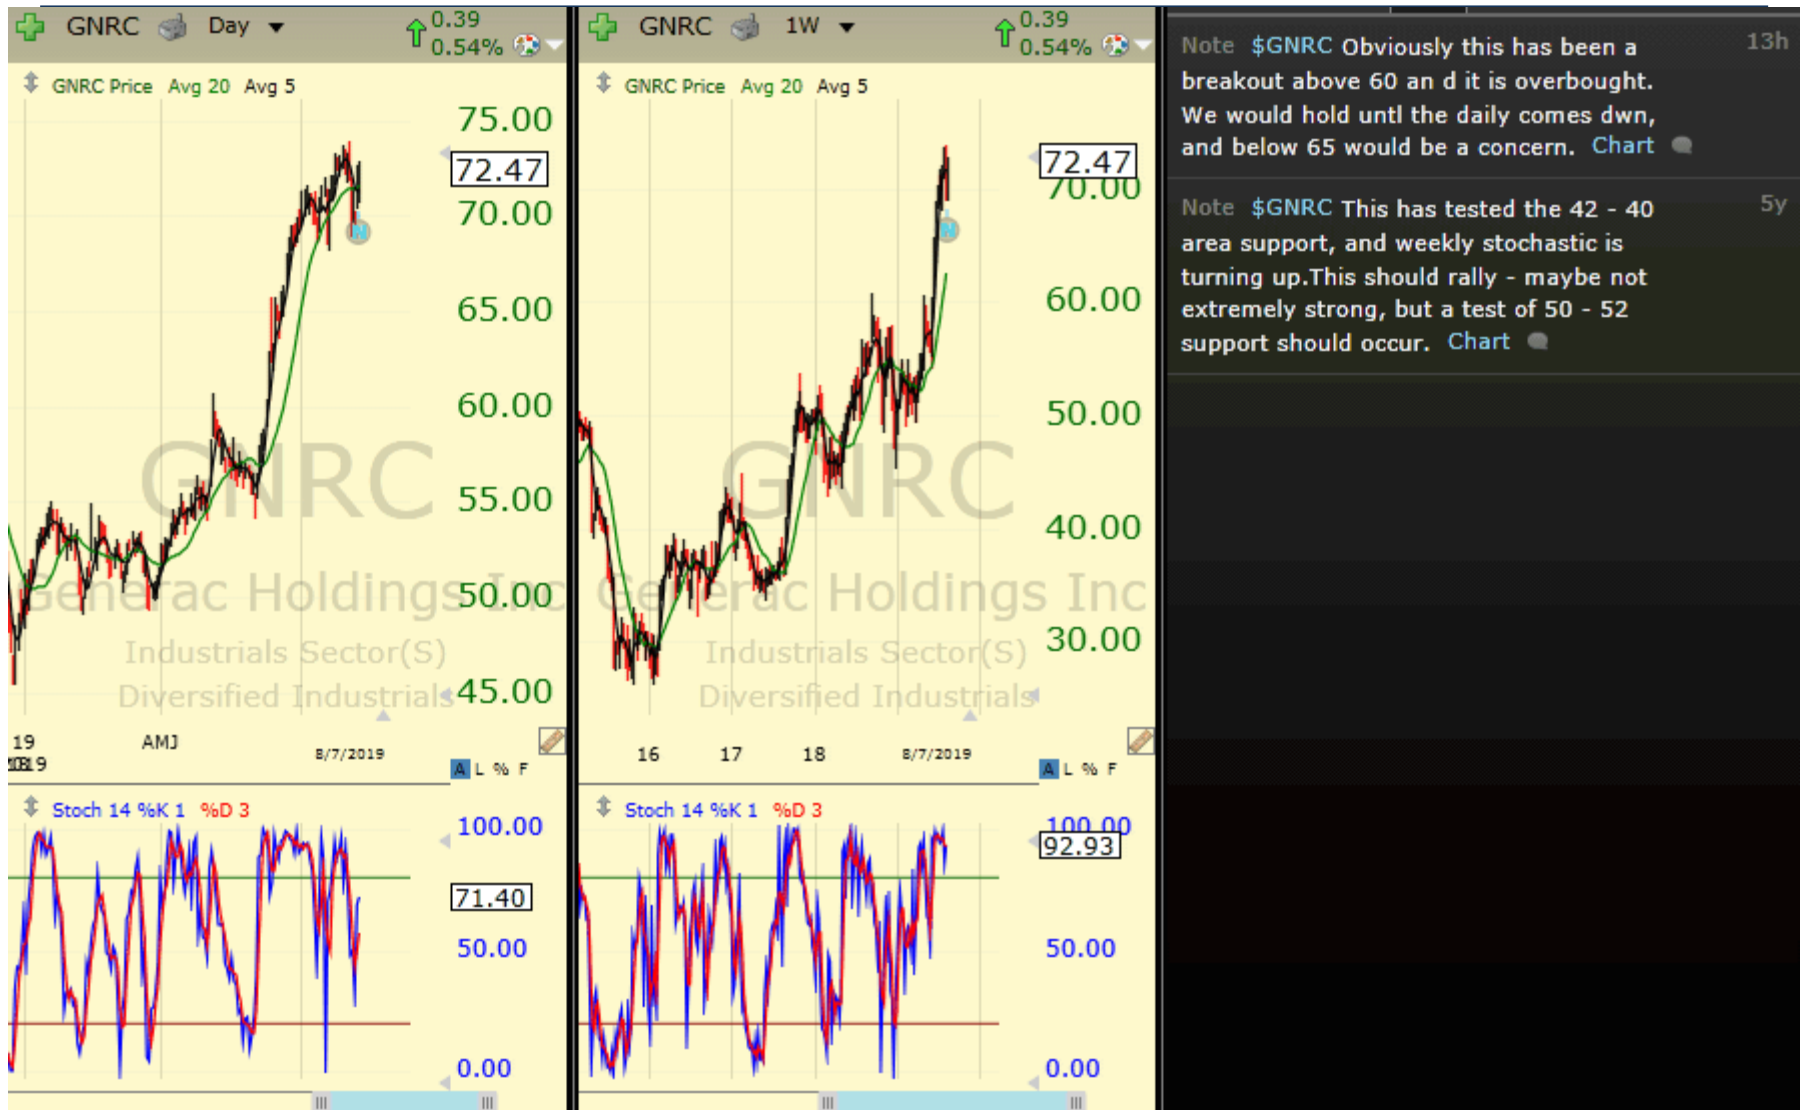 GNRC Day
0.39
0.54%
GNRC Price Avg 20 Avg 5
75.00
72.47
70.00
65.00
60.00
55.00
50.00
45.00
GNRC
Generac Holdings Inc
Industrials Sector(S)
Diversified Industrials
19
AMJ
8/7/2019
A L % F
Stoch 14 %K 1 %D 3
100.00
71.40
50.00
0.00
GNRC 1W
0.39
0.54%
GNRC Price Avg 20 Avg 5
72.47
70.00
60.00
50.00
40.00
30.00
GNRC
Generac Holdings Inc
Industrials Sector(S)
Diversified Industrials
16 17 18 8/7/2019
A L % F
Stoch 14 %K 1 %D 3
100.00
92.93
50.00
0.00
N
N
Note $GNRC Obviously this has been a 13h
breakout above 60 an d it is overbought.
We would hold untl the daily comes dwn,
and below 65 would be a concern. Chart
Note $GNRC This has tested the 42 - 40 5y
area support, and weekly stochastic is
turning up.This should rally - maybe not
extremely strong, but a test of 50 - 52
support should occur. Chart